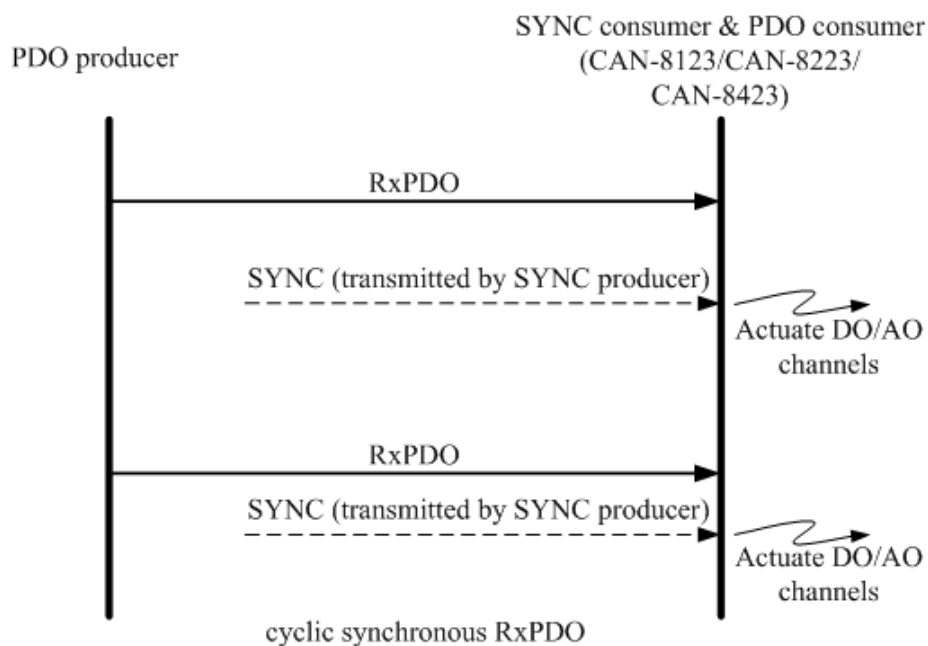 PDO producer
SYNC consumer & PDO consumer
(CAN-8123/CAN-8223/
CAN-8423)
RxPDO
SYNC (transmitted by SYNC producer)
Actuate DO/AO
channels
RxPDO
SYNC (transmitted by SYNC producer)
Actuate DO/AO
channels
cyclic synchronous RxPDO